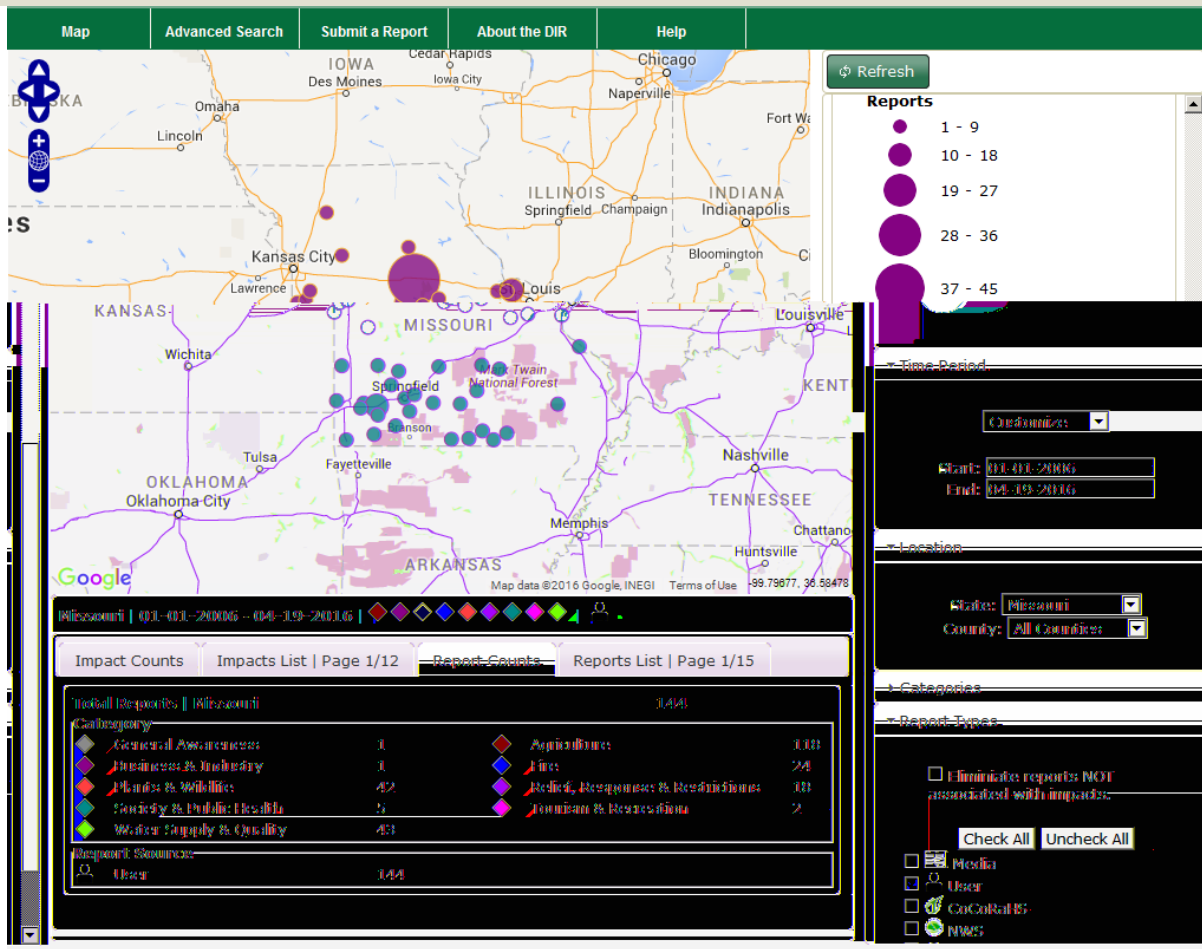 Map Advanced Search Submit a Report About the DIR Help
Refresh
Reports
1 - 9
10 - 18
19 - 27
28 - 36
37 - 45
IOWA
Cedar Rapids
Des Moines
Iowa City
Chicago
Naperville
Omaha
Lincoln
Fort Wa
ILLINOIS
INDIANA
Springfield
Champaign
Indianapolis
es
Kansas City
Bloomington
Lawrence
Louis
KANSAS
MISSOURI
Louisville
Wichita
Mark Twain
National Forest
Springfield
KENT
Branson
Tulsa
Fayetteville
Nashville
OKLAHOMA
Oklahoma City
TENNESSEE
Memphis
Chattano
Huntsville
ARKANSAS
Google
Map data ©2016 Google, INEGI Terms of Use -99.79677, 36.58478
Time Period
Customize
Start: 01-01-2006
End: 04-19-2016
Location
State: Missouri
County: All Counties
Categories
Report Types
Eliminiate reports NOT
associated with impacts.
Check All Uncheck All
Media
User
CoCoRaHS
NWS
Missouri | 01-01-2006 - 04-19-2016 |
Impact Counts Impacts List | Page 1/12 Report Counts Reports List | Page 1/15
Total Reports | Missouri 144
Category
General Awareness 1 Agriculture 118
Business & Industry 1 Fire 24
Plants & Wildlife 42 Relief, Response & Restrictions 18
Society & Public Health 5 Tourism & Recreation 2
Water Supply & Quality 43
Report Source
User 144